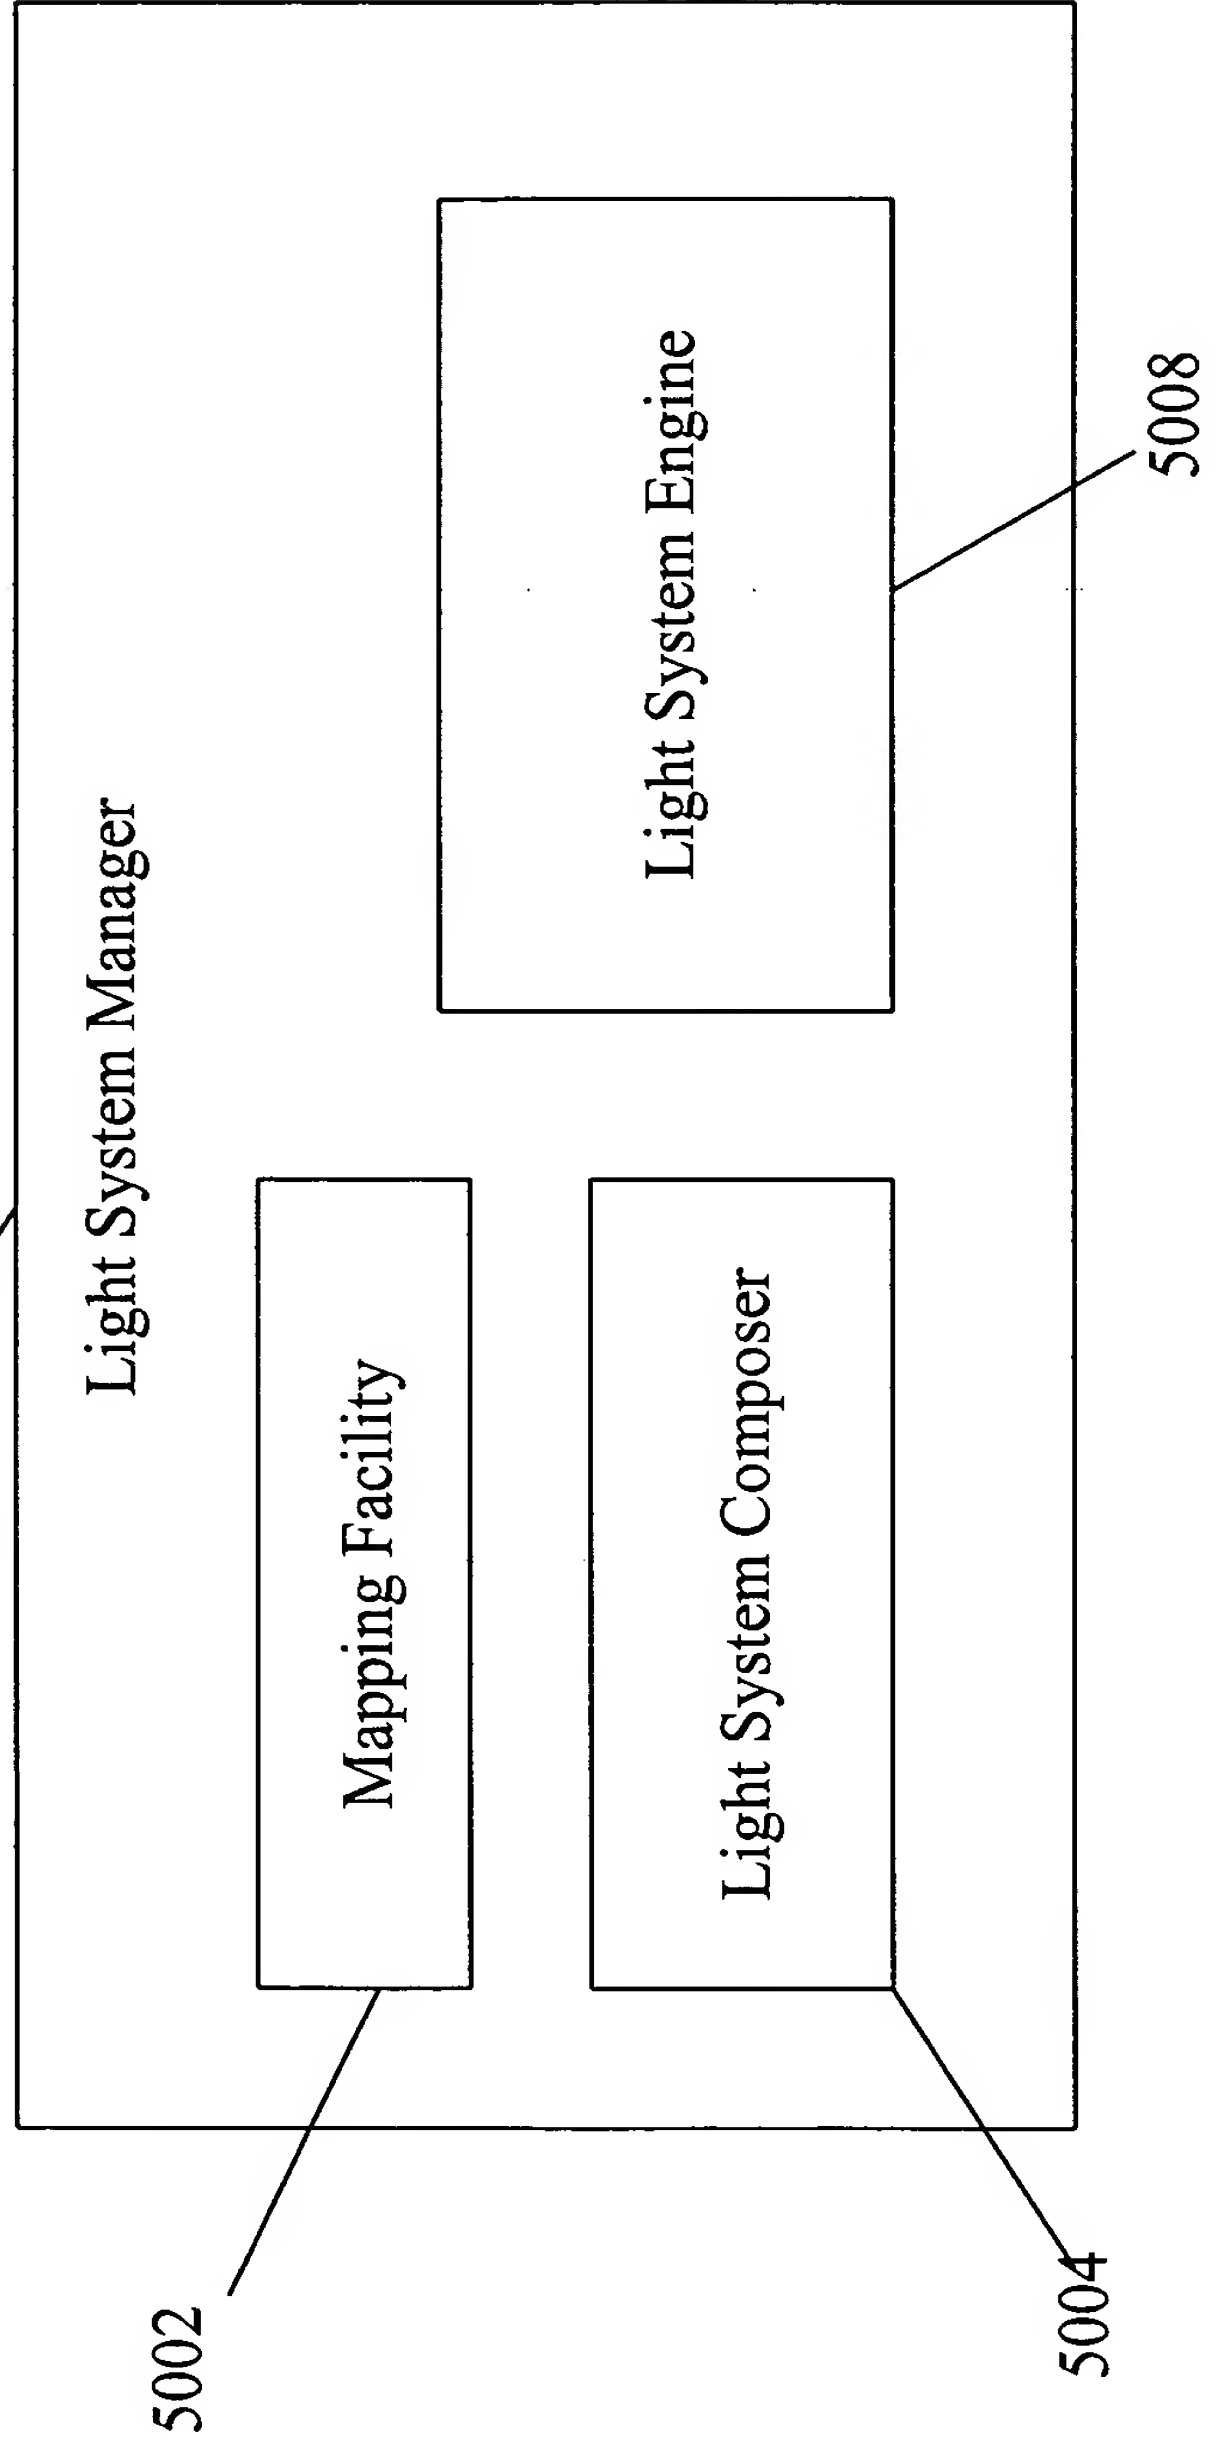 Light System Manager
5002
Mapping Facility
Light System Composer
Light System Engine
5004
5008